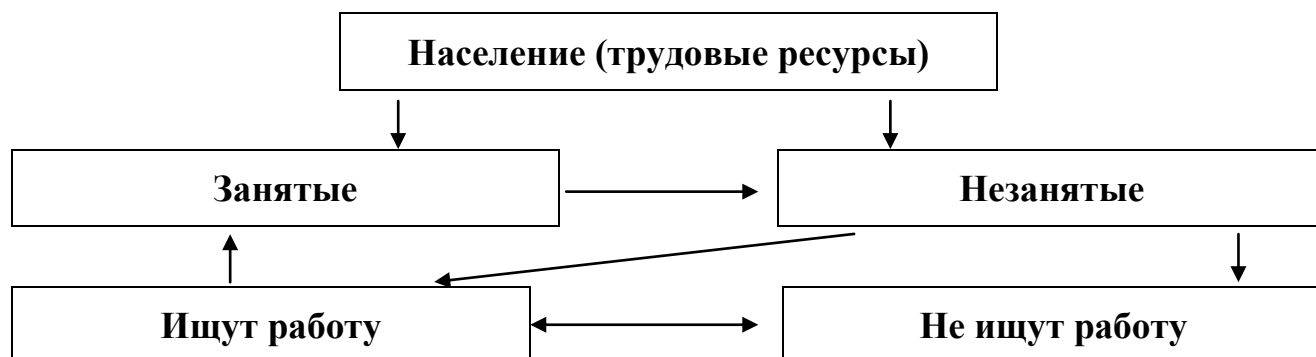 Население (трудовые ресурсы)
Занятые
Незанятые
Ищут работу
Не ищут работу